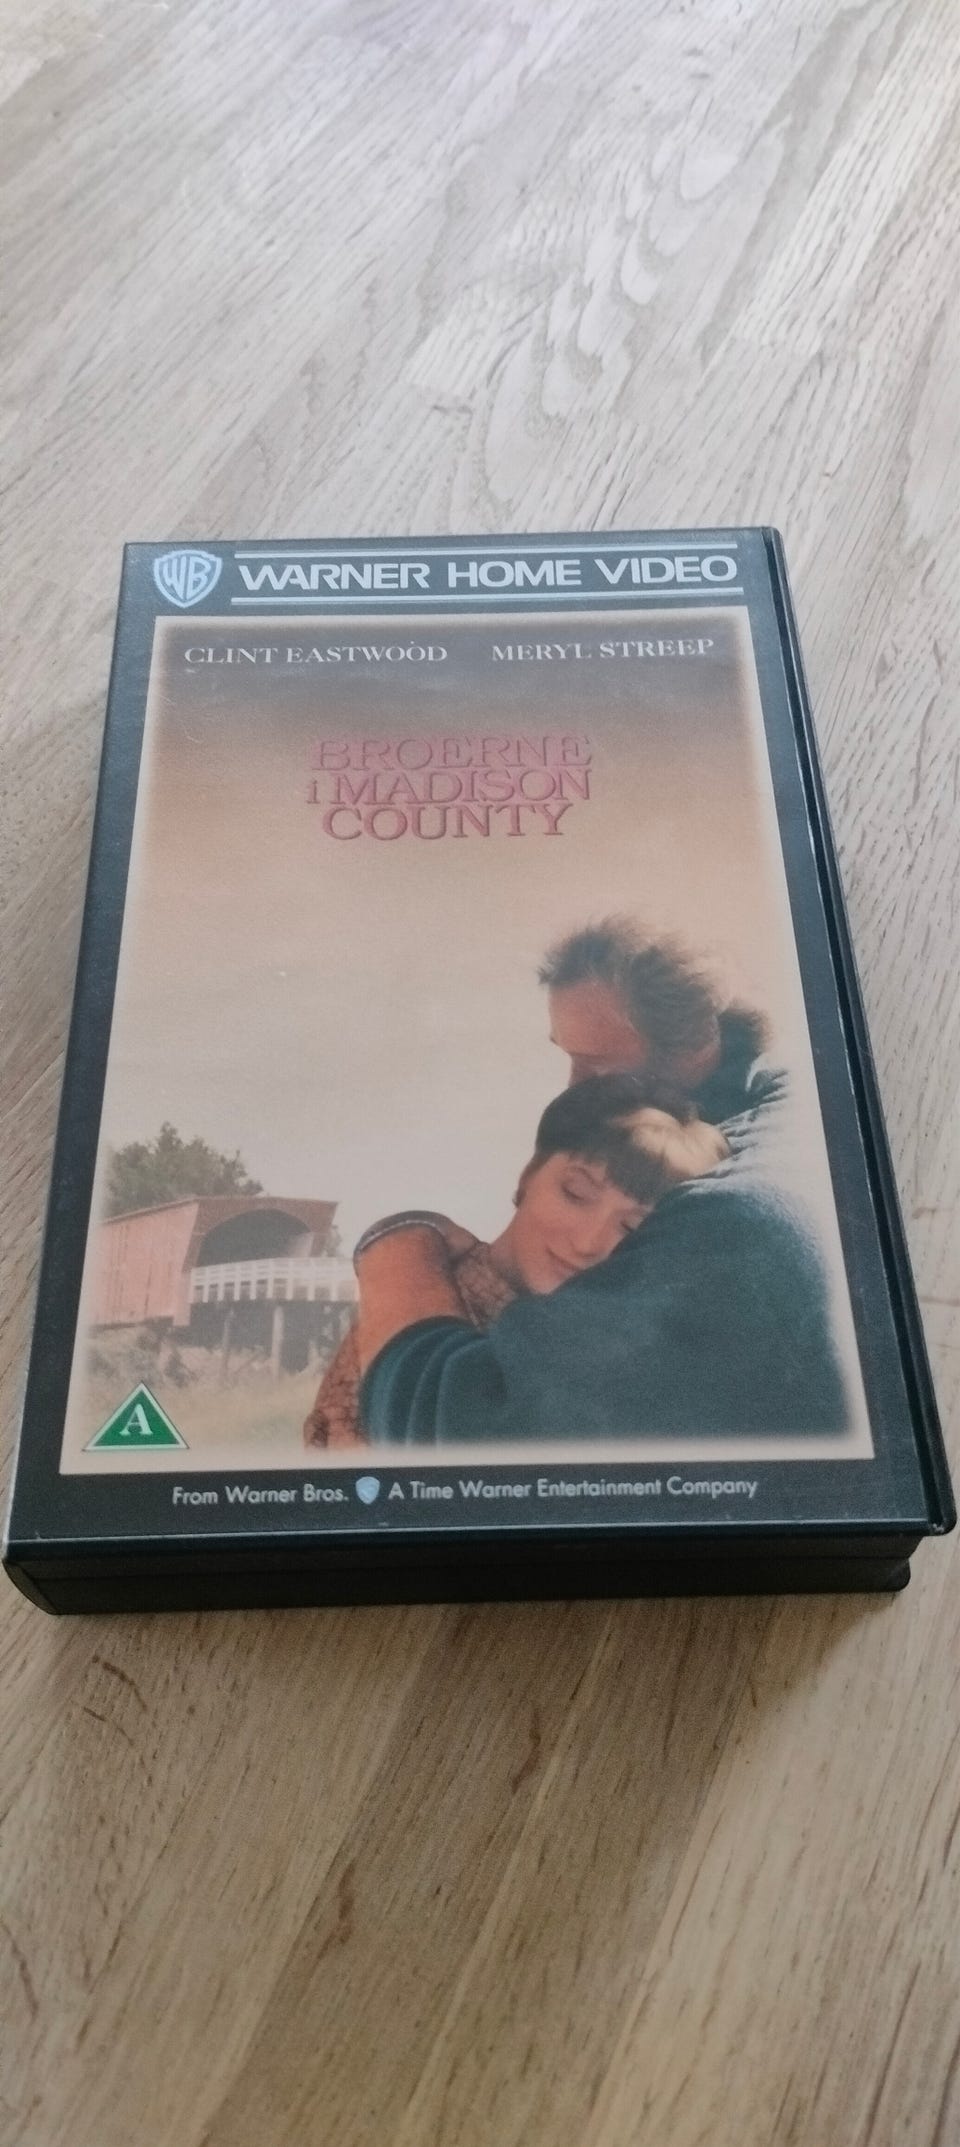 WB WARNER HOME VIDEO
CLINT EASTWOOD MERYL STREEP
BROERNE
i MADISON
COUNTY
A
From Warner Bros. A Time Warner Entertainment Company